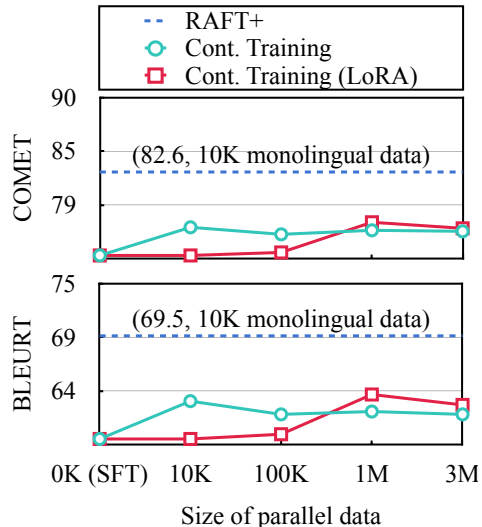 RAFT+
Cont. Training
Cont. Training (LoRA)
COMET
90
85
79
(82.6, 10K monolingual data)
BLEURT
75
69
64
(69.5, 10K monolingual data)
0K (SFT) 10K 100K 1M 3M
Size of parallel data